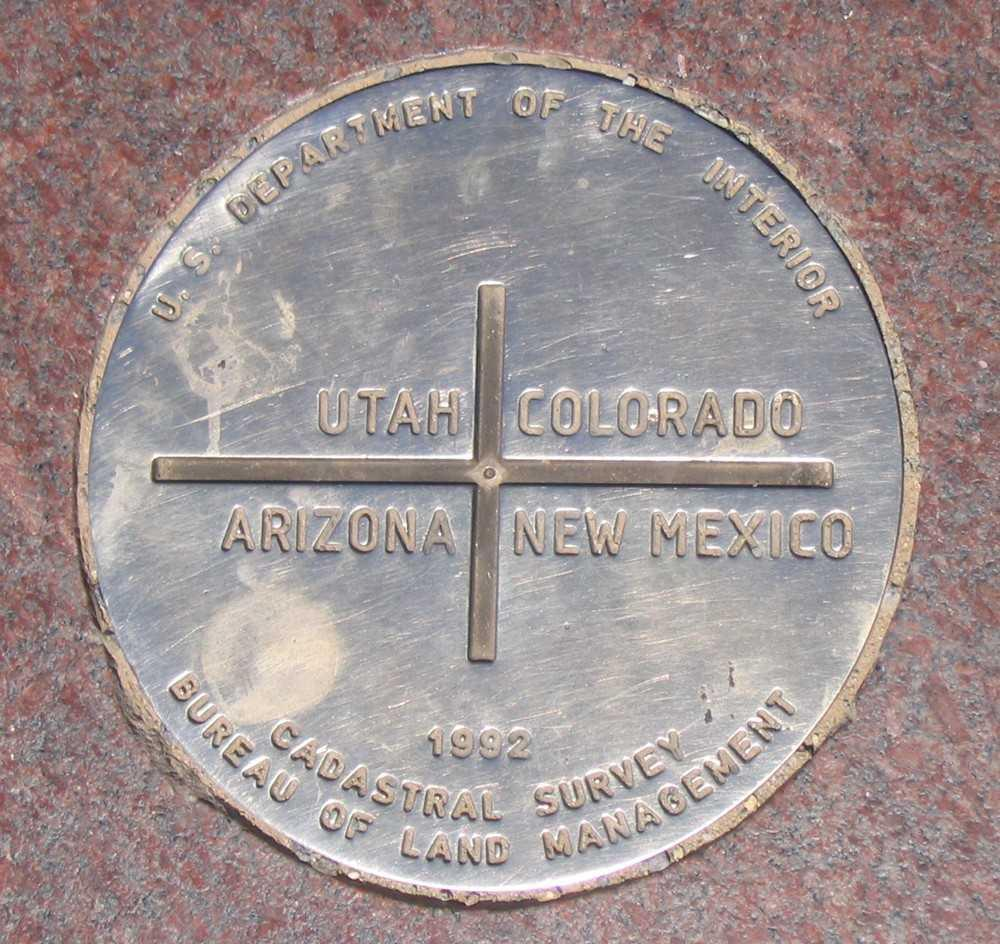 U. S. DEPARTMENT OF THE INTERIOR
UTAH COLORADO
ARIZONA NEW MEXICO
1992
CADASTRAL SURVEY
BUREAU OF LAND MANAGEMENT